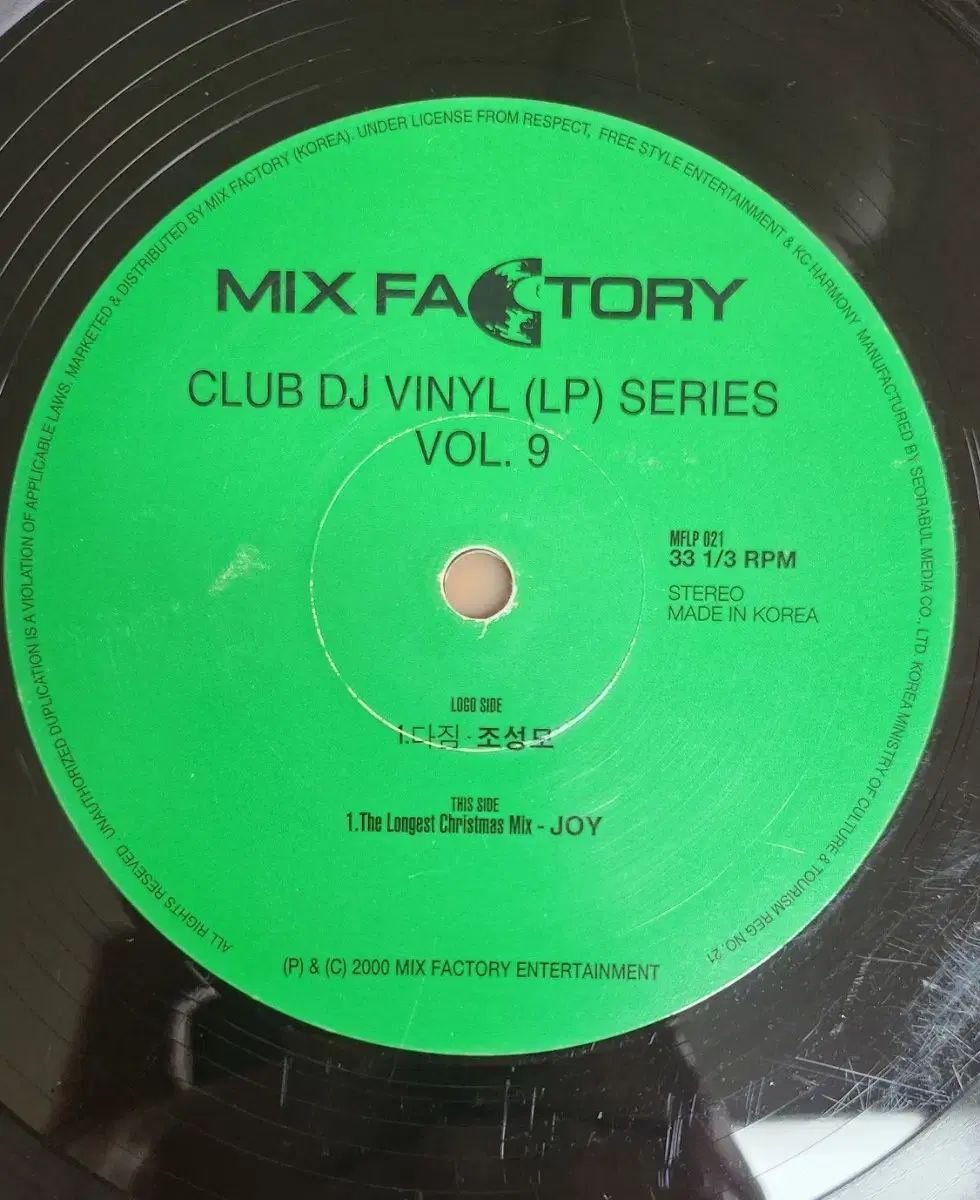 MIX FACTORY
CLUB DJ VINYL (LP) SERIES
VOL. 9
MFLP 021
33 1/3 RPM
STEREO
MADE IN KOREA
LOGO SIDE
1.다짐 · 조성모
THIS SIDE
1.The Longest Christmas Mix - JOY
(P) & (C) 2000 MIX FACTORY ENTERTAINMENT
ALL RIGHTS RESEVED. UNAUTHORIZED DUPLICATION IS A VIOLATION OF APPLICABLE LAWS. MARKETED & DISTRIBUTED BY MIX FACTORY (KOREA). UNDER LICENSE FROM RESPECT, FREE STYLE ENTERTAINMENT & KC HARMONY MANUFACTURED BY SEORABUL MEDIA CO., LTD. KOREA MINISTRY OF CULTURE & TOURISM REG NO. 21